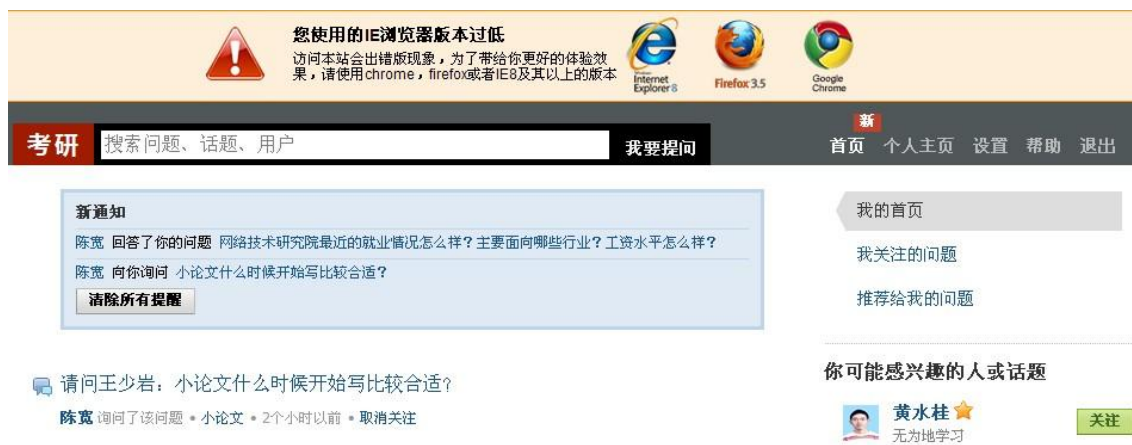 您使用的IE浏览器版本过低
访问本站会出错版现象，为了带给你更好的体验效
果，请使用chrome，firefox或者IE8及其以上的版本
Windows
Internet
Explorer 8
Firefox 3.5
Google
Chrome
考研
搜索问题、话题、用户
我要提问
新
首页 个人主页 设置 帮助 退出
新通知
陈宽 回答了你的问题 网络技术研究院最近的就业情况怎么样？主要面向哪些行业？工资水平怎么样？
陈宽 向你询问 小论文什么时候开始写比较合适？
清除所有提醒
我的首页
我关注的问题
推荐给我的问题
请问王少岩：小论文什么时候开始写比较合适？
陈宽 询问了该问题 • 小论文 • 2个小时以前 • 取消关注
你可能感兴趣的人或话题
黄水桂
无为地学习
关注